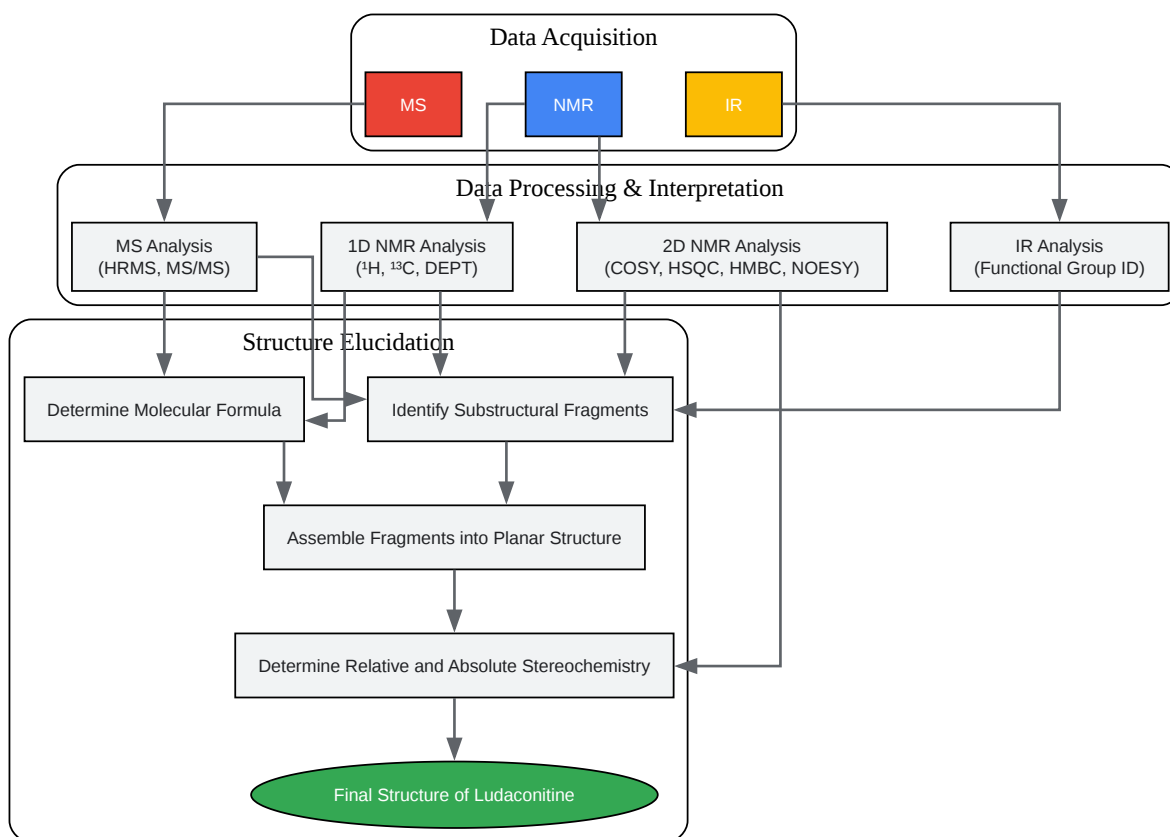 Data Acquisition
MS
NMR
IR
Data Processing & Interpretation
MS Analysis
(HRMS, MS/MS)
1D NMR Analysis
(¹H, ¹³C, DEPT)
2D NMR Analysis
(COSY, HSQC, HMBC, NOESY)
IR Analysis
(Functional Group ID)
Structure Elucidation
Determine Molecular Formula
Identify Substructural Fragments
Assemble Fragments into Planar Structure
Determine Relative and Absolute Stereochemistry
Final Structure of Ludaconitine